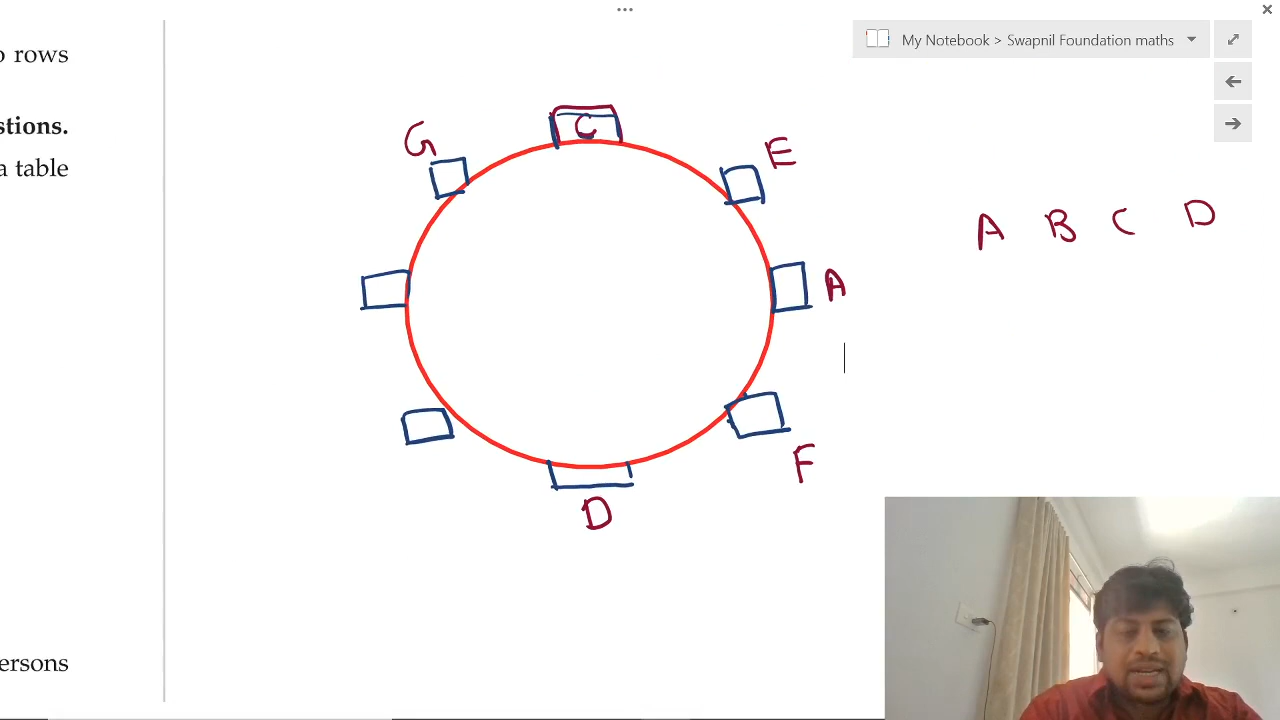 ...
My Notebook > Swapnil Foundation maths
o rows
stions.
a table
C
G
E
A B C D
A
F
D
ersons